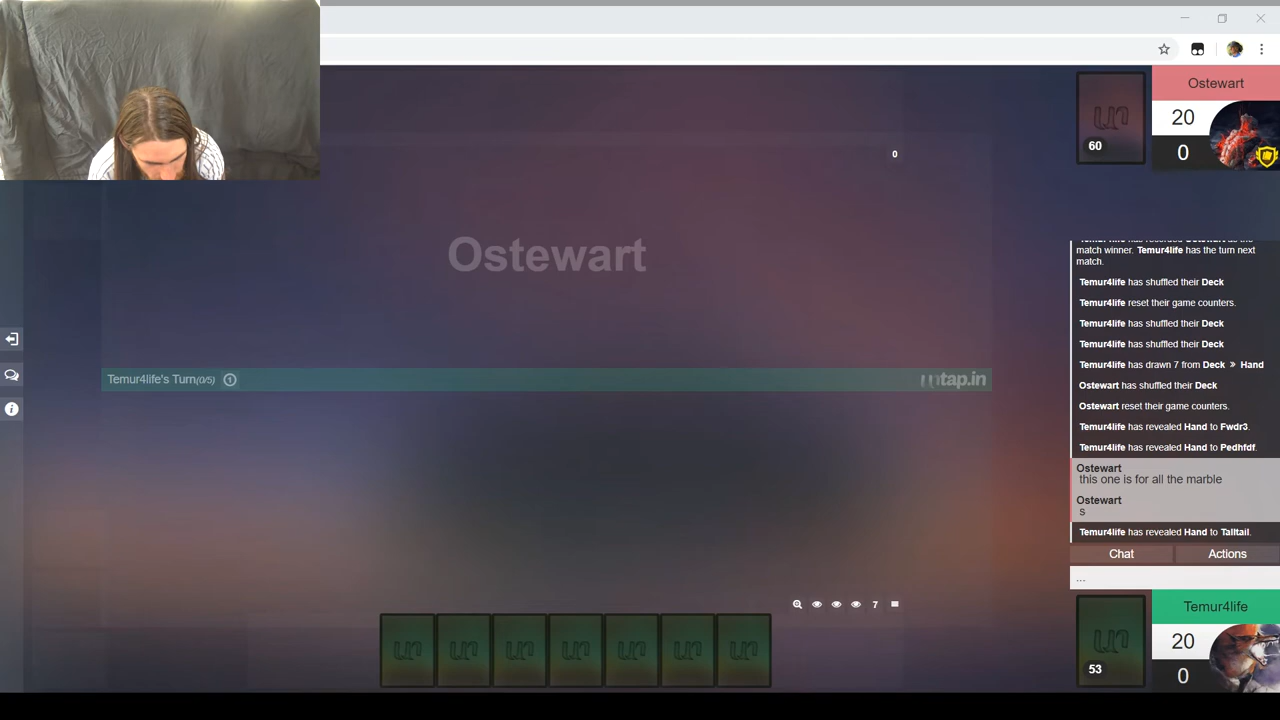 Ostewart
20
60
0
0
Ostewart
match winner. Temur4life has the turn next
match.
Temur4life has shuffled their Deck
Temur4life reset their game counters.
Temur4life has shuffled their Deck
Temur4life has shuffled their Deck
Temur4life's Turn(0/5) 1
untap.in
Temur4life has drawn 7 from Deck » Hand
Ostewart has shuffled their Deck
Ostewart reset their game counters.
Temur4life has revealed Hand to Fwdr3.
Temur4life has revealed Hand to Pedhfdf.
Ostewart
this one is for all the marble
Ostewart
s
Temur4life has revealed Hand to Talltail.
Chat Actions
...
7
Temur4life
20
53
0